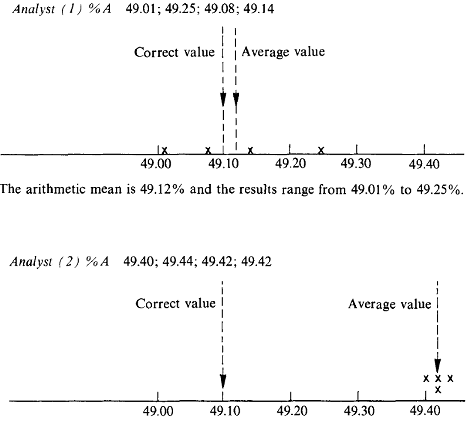 Analyst (1) %A 49.01; 49.25; 49.08; 49.14
Correct value Average value
x x x x
49.00 49.10 49.20 49.30 49.40
The arithmetic mean is 49.12% and the results range from 49.01% to 49.25%.
Analyst (2) %A 49.40; 49.44; 49.42; 49.42
Correct value Average value
x x x
x
49.00 49.10 49.20 49.30 49.40